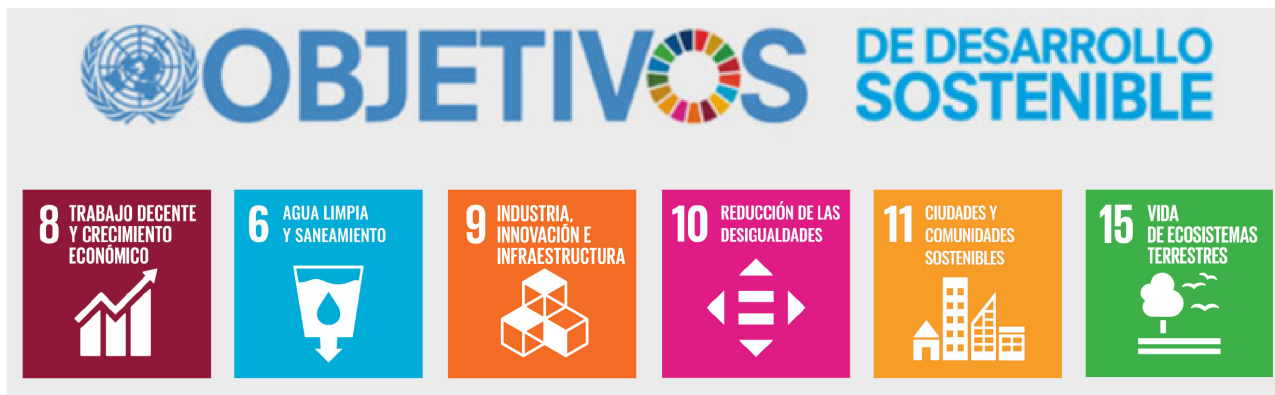 OBJETIVOS
DE DESARROLLO
SOSTENIBLE
8 TRABAJO DECENTE
Y CRECIMIENTO
ECONÓMICO
6 AGUA LIMPIA
Y SANEAMIENTO
9 INDUSTRIA,
INNOVACIÓN E
INFRAESTRUCTURA
10 REDUCCIÓN DE LAS
DESIGUALDADES
11 CIUDADES Y
COMUNIDADES
SOSTENIBLES
15 VIDA
DE ECOSISTEMAS
TERRESTRES